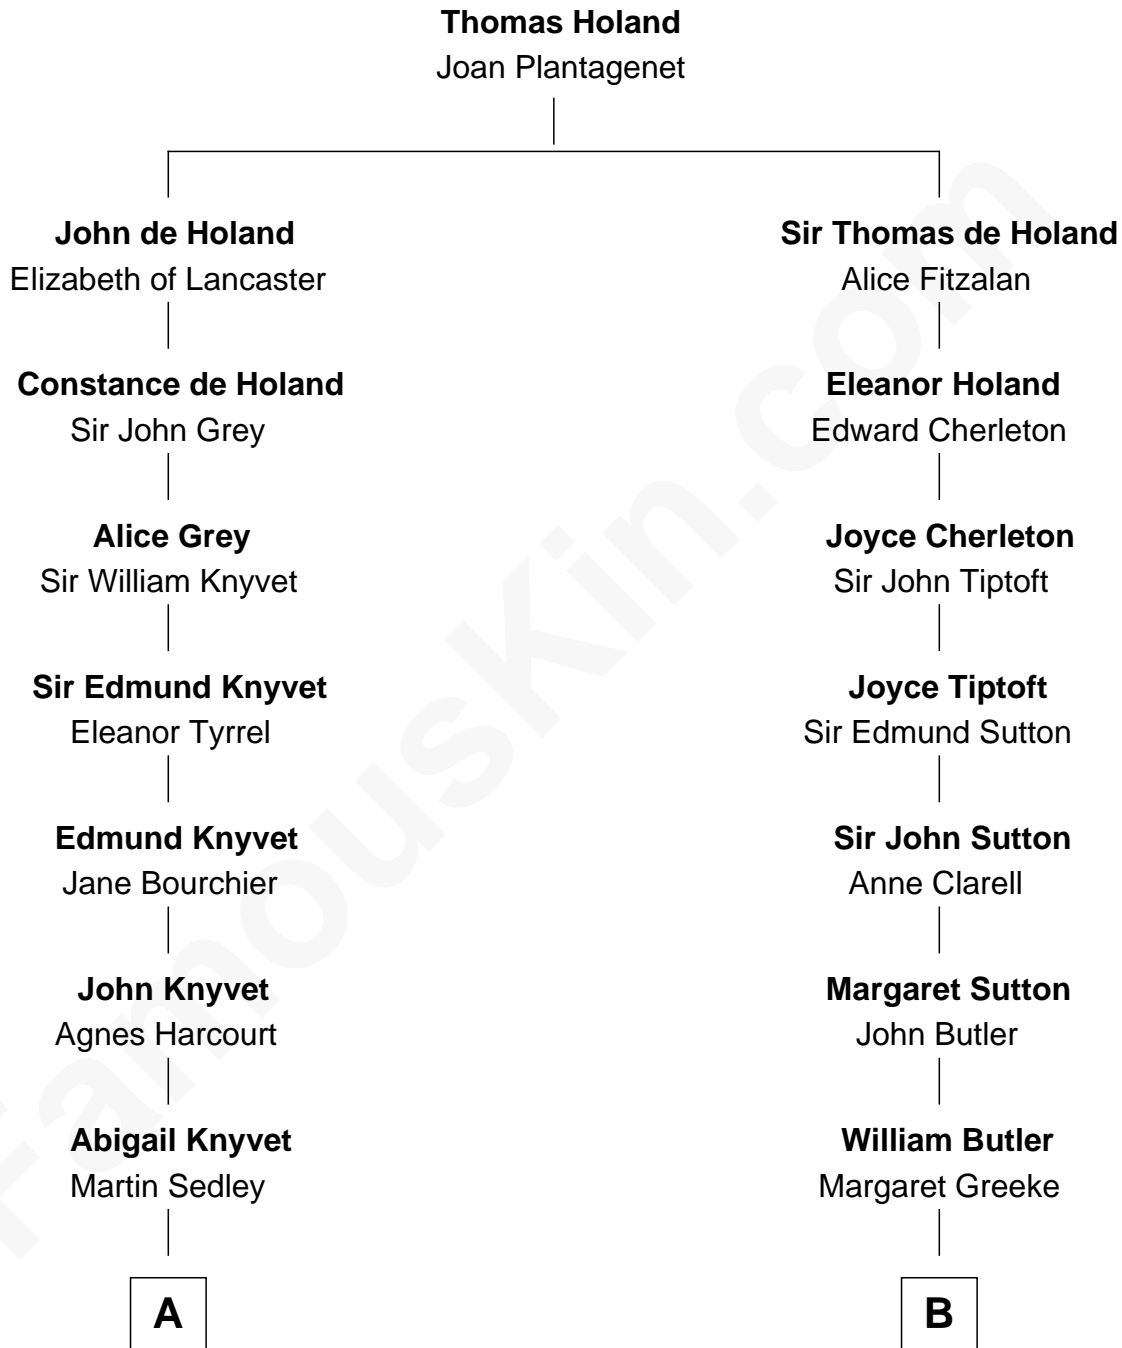 Thomas Holand
Joan Plantagenet
John de Holand
Elizabeth of Lancaster
Sir Thomas de Holand
Alice Fitzalan
Constance de Holand
Sir John Grey
Eleanor Holand
Edward Cherleton
Alice Grey
Sir William Knyvet
Joyce Cherleton
Sir John Tiptoft
Sir Edmund Knyvet
Eleanor Tyrrel
Joyce Tiptoft
Sir Edmund Sutton
Edmund Knyvet
Jane Bourchier
Sir John Sutton
Anne Clarell
John Knyvet
Agnes Harcourt
Margaret Sutton
John Butler
Abigail Knyvet
Martin Sedley
William Butler
Margaret Greeke
A
B
FamousKin.com